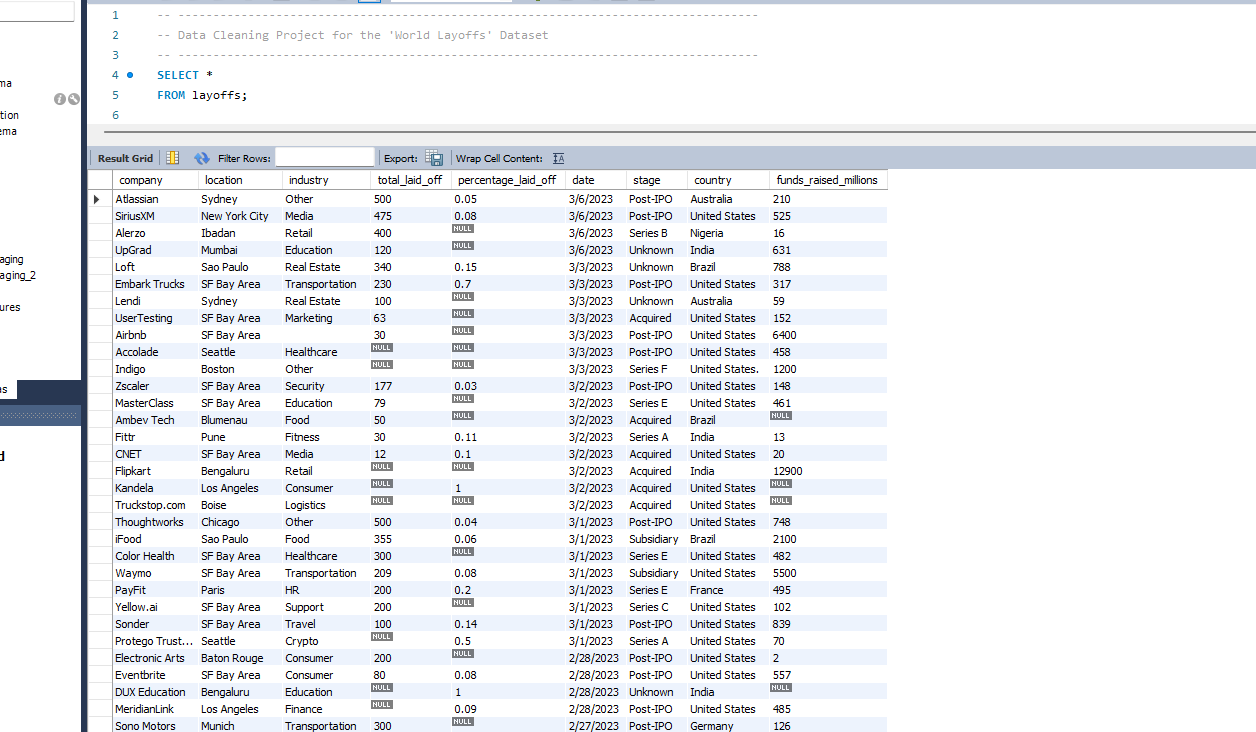 1 -- ---------------------------------------------------------------------------------
2 -- Data Cleaning Project for the 'World Layoffs' Dataset
3 -- ---------------------------------------------------------------------------------
ma
4 SELECT *
5 FROM layoffs;
tion
6
ema
Result Grid Filter Rows: Export: Wrap Cell Content: IA
company location industry total_laid_off percentage_laid_off date stage country funds_raised_millions
Atlassian Sydney Other 500 0.05 3/6/2023 Post-IPO Australia 210
SiriusXM New York City Media 475 0.08 3/6/2023 Post-IPO United States 525
Alerzo Ibadan Retail 400 NULL 3/6/2023 Series B Nigeria 16
UpGrad Mumbai Education 120 NULL 3/6/2023 Unknown India 631
aging
Loft Sao Paulo Real Estate 340 0.15 3/3/2023 Unknown Brazil 788
aging_2
Embark Trucks SF Bay Area Transportation 230 0.7 3/3/2023 Post-IPO United States 317
Lendi Sydney Real Estate 100 NULL 3/3/2023 Unknown Australia 59
ures
UserTesting SF Bay Area Marketing 63 NULL 3/3/2023 Acquired United States 152
Airbnb SF Bay Area 30 NULL 3/3/2023 Post-IPO United States 6400
Accolade Seattle Healthcare NULL NULL 3/3/2023 Post-IPO United States 458
Indigo Boston Other NULL NULL 3/3/2023 Series F United States. 1200
as
Zscaler SF Bay Area Security 177 0.03 3/2/2023 Post-IPO United States 148
MasterClass SF Bay Area Education 79 NULL 3/2/2023 Series E United States 461
Ambev Tech Blumenau Food 50 NULL 3/2/2023 Acquired Brazil NULL
Fittr Pune Fitness 30 0.11 3/2/2023 Series A India 13
d
CNET SF Bay Area Media 12 0.1 3/2/2023 Acquired United States 20
Flipkart Bengaluru Retail NULL NULL 3/2/2023 Acquired India 12900
Kandela Los Angeles Consumer NULL 1 3/2/2023 Acquired United States NULL
Truckstop.com Boise Logistics NULL NULL 3/2/2023 Acquired United States NULL
Thoughtworks Chicago Other 500 0.04 3/1/2023 Post-IPO United States 748
iFood Sao Paulo Food 355 0.06 3/1/2023 Subsidiary Brazil 2100
Color Health SF Bay Area Healthcare 300 NULL 3/1/2023 Series E United States 482
Waymo SF Bay Area Transportation 209 0.08 3/1/2023 Subsidiary United States 5500
PayFit Paris HR 200 0.2 3/1/2023 Series E France 495
Yellow.ai SF Bay Area Support 200 NULL 3/1/2023 Series C United States 102
Sonder SF Bay Area Travel 100 0.14 3/1/2023 Post-IPO United States 839
Protego Trust... Seattle Crypto NULL 0.5 3/1/2023 Series A United States 70
Electronic Arts Baton Rouge Consumer 200 NULL 2/28/2023 Post-IPO United States 2
Eventbrite SF Bay Area Consumer 80 0.08 2/28/2023 Post-IPO United States 557
DUX Education Bengaluru Education NULL 1 2/28/2023 Unknown India NULL
MeridianLink Los Angeles Finance NULL 0.09 2/28/2023 Post-IPO United States 485
Sono Motors Munich Transportation 300 NULL 2/27/2023 Post-IPO Germany 126